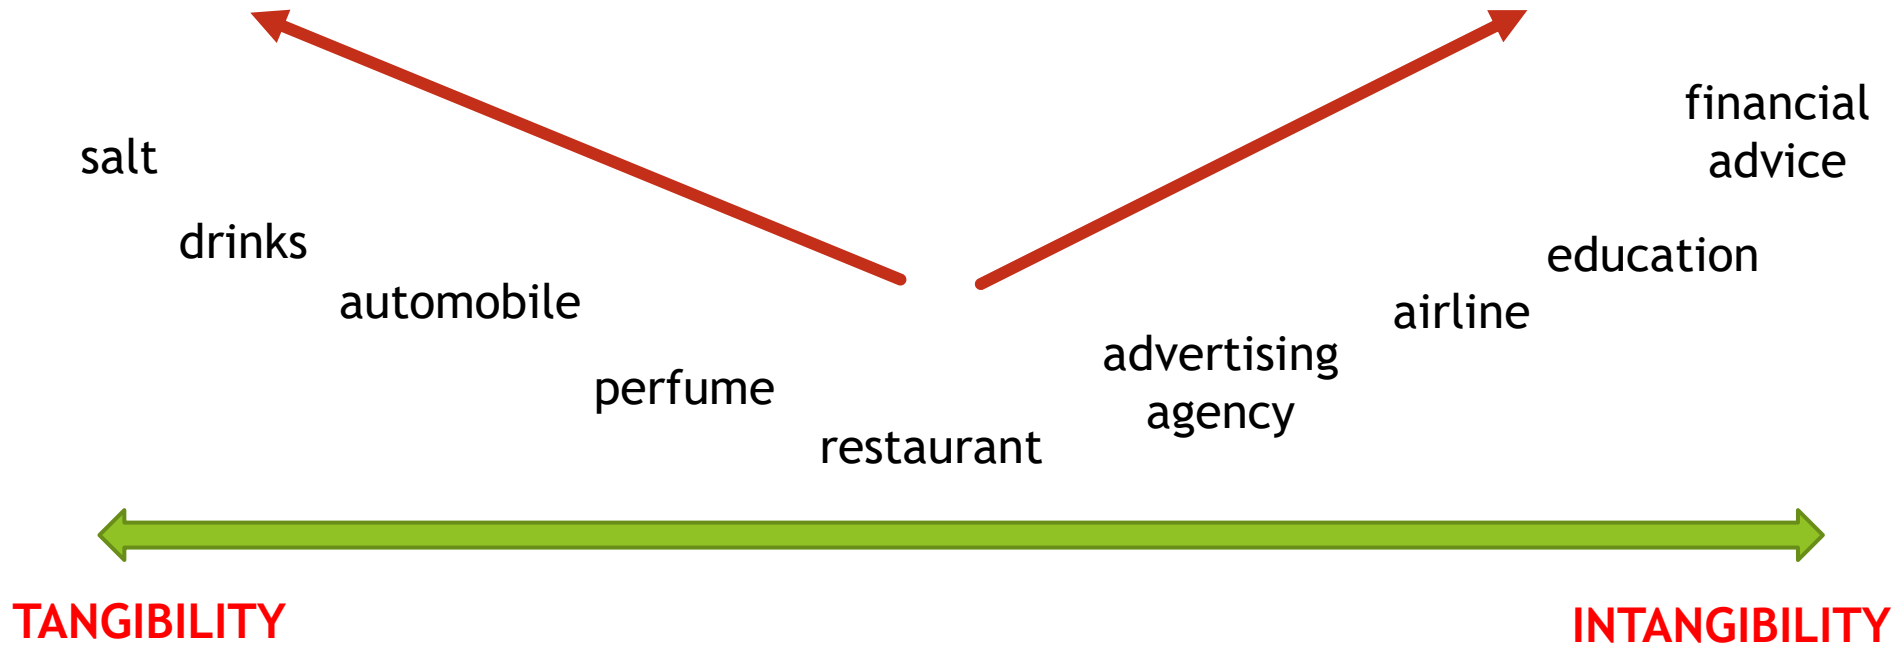 salt
drinks
automobile
perfume
restaurant
advertising
agency
airline
education
financial
advice
TANGIBILITY
INTANGIBILITY